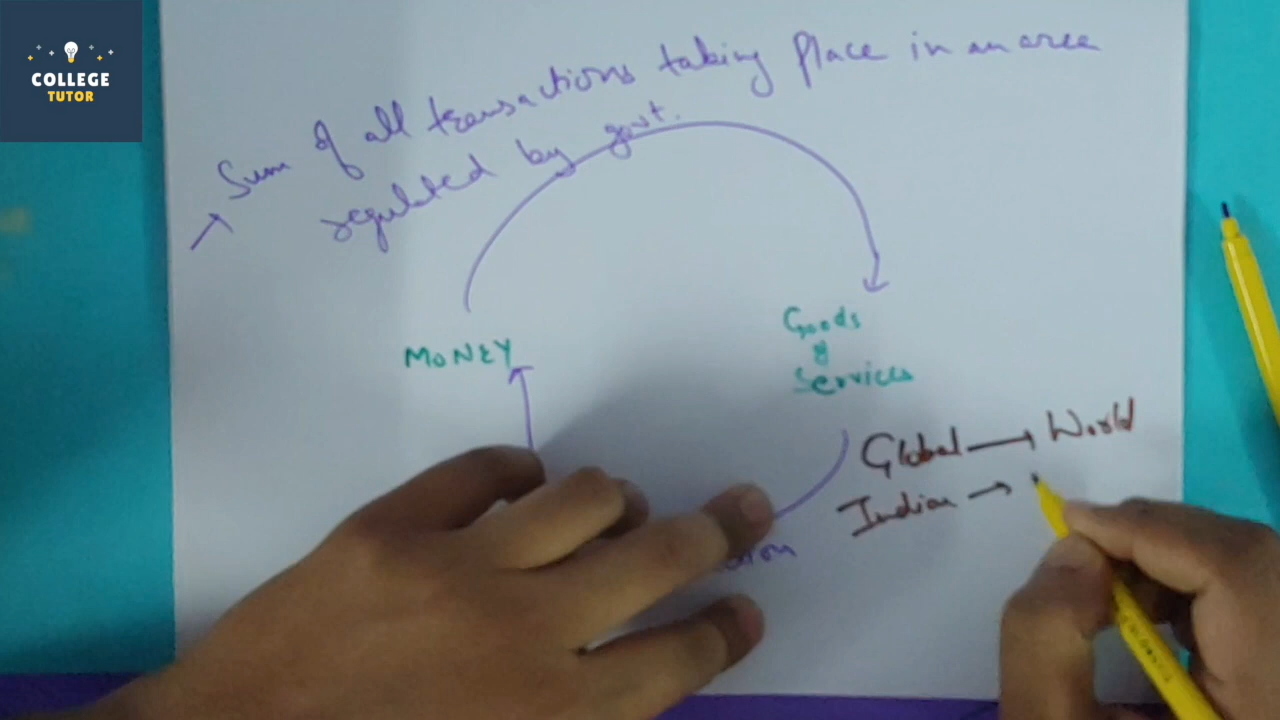 COLLEGE
TUTOR
→ Sum of all transactions taking place in an area
regulated by govt.
MONEY
Goods
&
Services
Global → World
Indian →